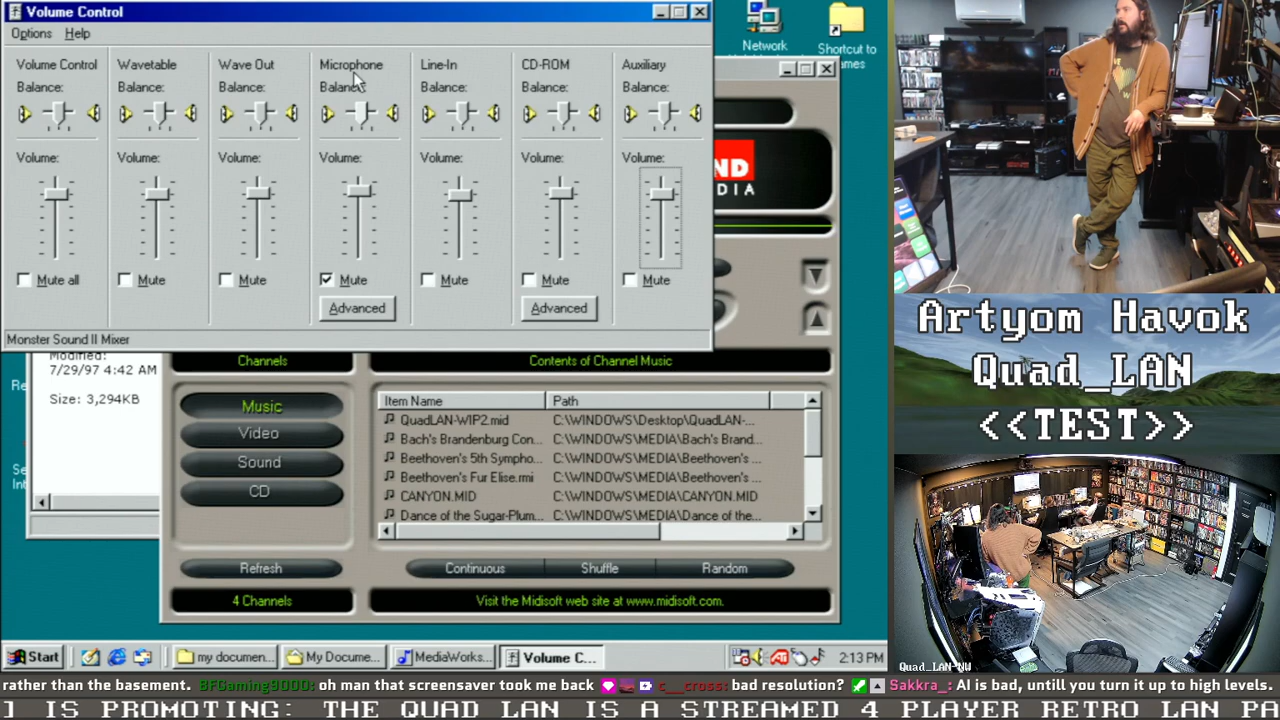 Volume Control
Options Help
Volume Control Wavetable Wave Out Microphone Line-In CD-ROM Auxiliary
Balance: Balance: Balance: Balance: Balance: Balance: Balance:
Volume: Volume: Volume: Volume: Volume: Volume: Volume:
Mute all Mute Mute Mute Mute Mute Mute
Advanced Advanced
Monster Sound II Mixer
Network
Shortcut to
ames
ND
DIA
Modified:
7/29/97 4:42 AM
Size: 3,294KB
Re
Se
Int
Channels
Music
Video
Sound
CD
Refresh
4 Channels
Contents of Channel Music
Item Name Path
QuadLAN-WIP2.mid C:\WINDOWS\Desktop\QuadLAN-...
Bach's Brandenburg Con... C:\WINDOWS\MEDIA\Bach's Brand...
Beethoven's 5th Sympho... C:\WINDOWS\MEDIA\Beethoven's ...
Beethoven's Fur Elise.rmi C:\WINDOWS\MEDIA\Beethoven's ...
CANYON.MID C:\WINDOWS\MEDIA\CANYON.MID
Dance of the Sugar-Plum... C:\WINDOWS\MEDIA\Dance of the...
Continuous Shuffle Random
Visit the Midisoft web site at www.midisoft.com.
Start my documen... My Docume... MediaWorks... Volume C... 2:13 PM
Artyom Havok
Quad_LAN
<<TEST>>
Quad_LAN-NW
rather than the basement. BFGaming9000: oh man that screensaver took me back c__cross: bad resolution? Sakkra_: AI is bad, untill you turn it up to high levels.
] IS PROMOTING: THE QUAD LAN IS A STREAMED 4 PLAYER RETRO LAN PA